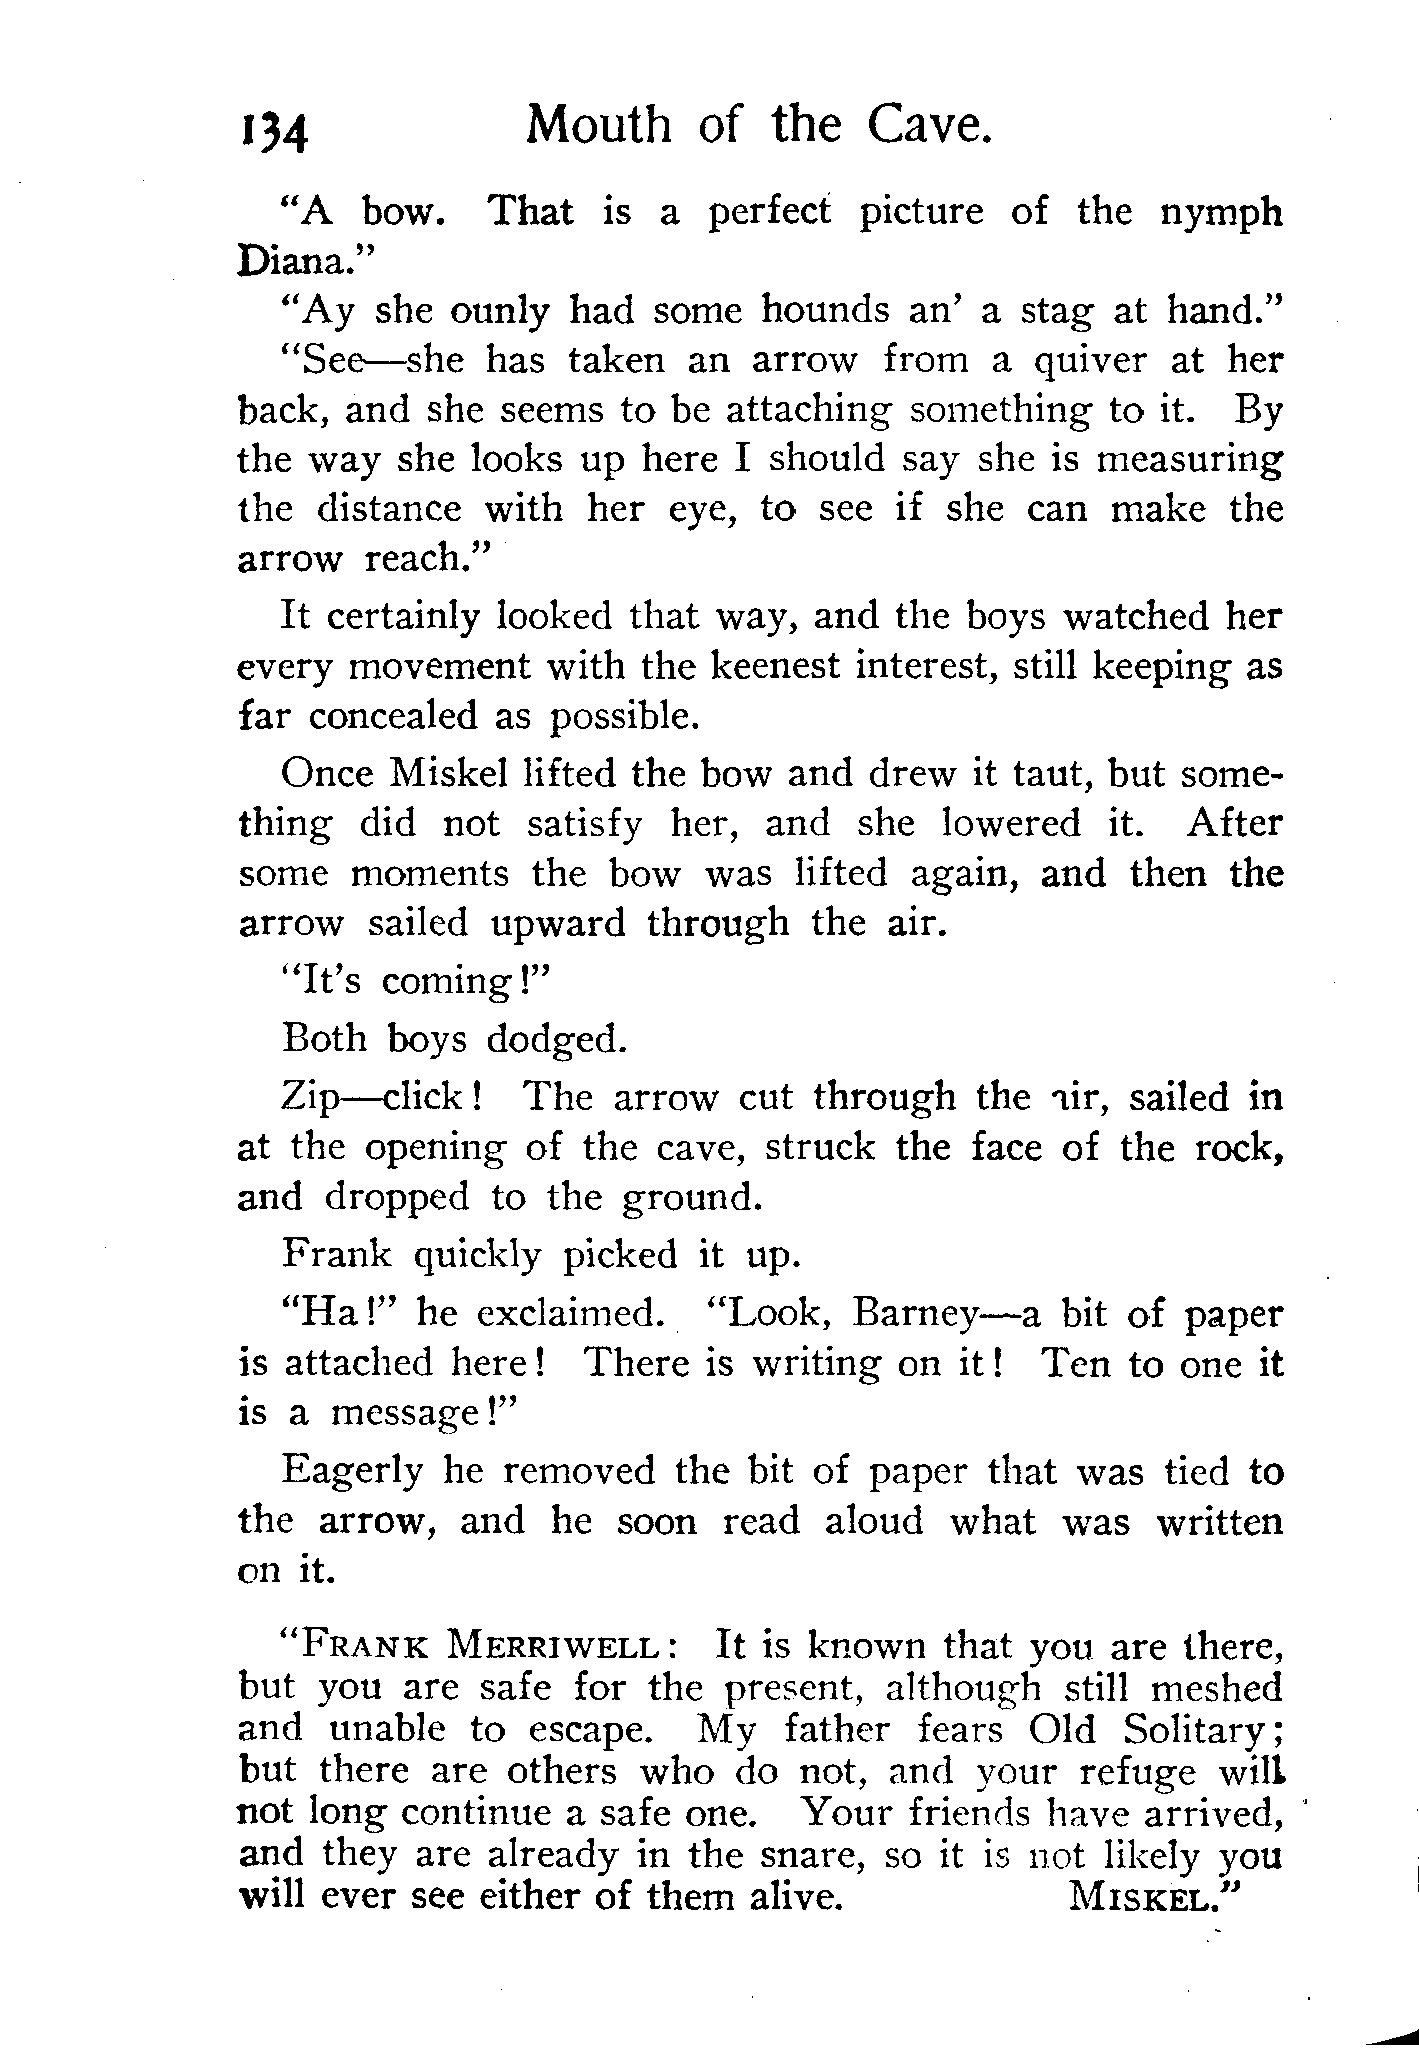 134 Mouth of the Cave.
"A bow. That is a perfect picture of the nymph
Diana."
"Ay she ounly had some hounds an' a stag at hand."
"See—she has taken an arrow from a quiver at her
back, and she seems to be attaching something to it. By
the way she looks up here I should say she is measuring
the distance with her eye, to see if she can make the
arrow reach."
It certainly looked that way, and the boys watched her
every movement with the keenest interest, still keeping as
far concealed as possible.
Once Miskel lifted the bow and drew it taut, but some-
thing did not satisfy her, and she lowered it. After
some moments the bow was lifted again, and then the
arrow sailed upward through the air.
"It's coming!"
Both boys dodged.
Zip—click! The arrow cut through the air, sailed in
at the opening of the cave, struck the face of the rock,
and dropped to the ground.
Frank quickly picked it up.
"Ha!" he exclaimed. "Look, Barney—a bit of paper
is attached here! There is writing on it! Ten to one it
is a message!"
Eagerly he removed the bit of paper that was tied to
the arrow, and he soon read aloud what was written
on it.
"FRANK MERRIWELL: It is known that you are there,
but you are safe for the present, although still meshed
and unable to escape. My father fears Old Solitary;
but there are others who do not, and your refuge will
not long continue a safe one. Your friends have arrived,
and they are already in the snare, so it is not likely you
will ever see either of them alive. MISKEL."